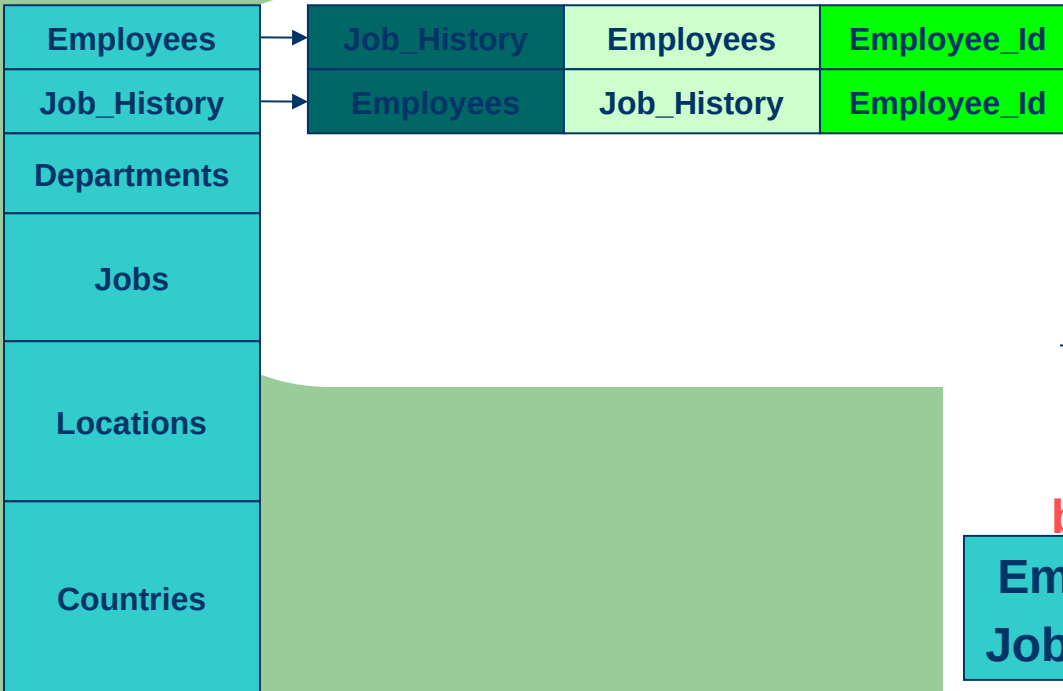 Employees Job_History Employees Employee_Id
Job_History Employees Job_History Employee_Id
Departments
Jobs
Locations
Countries